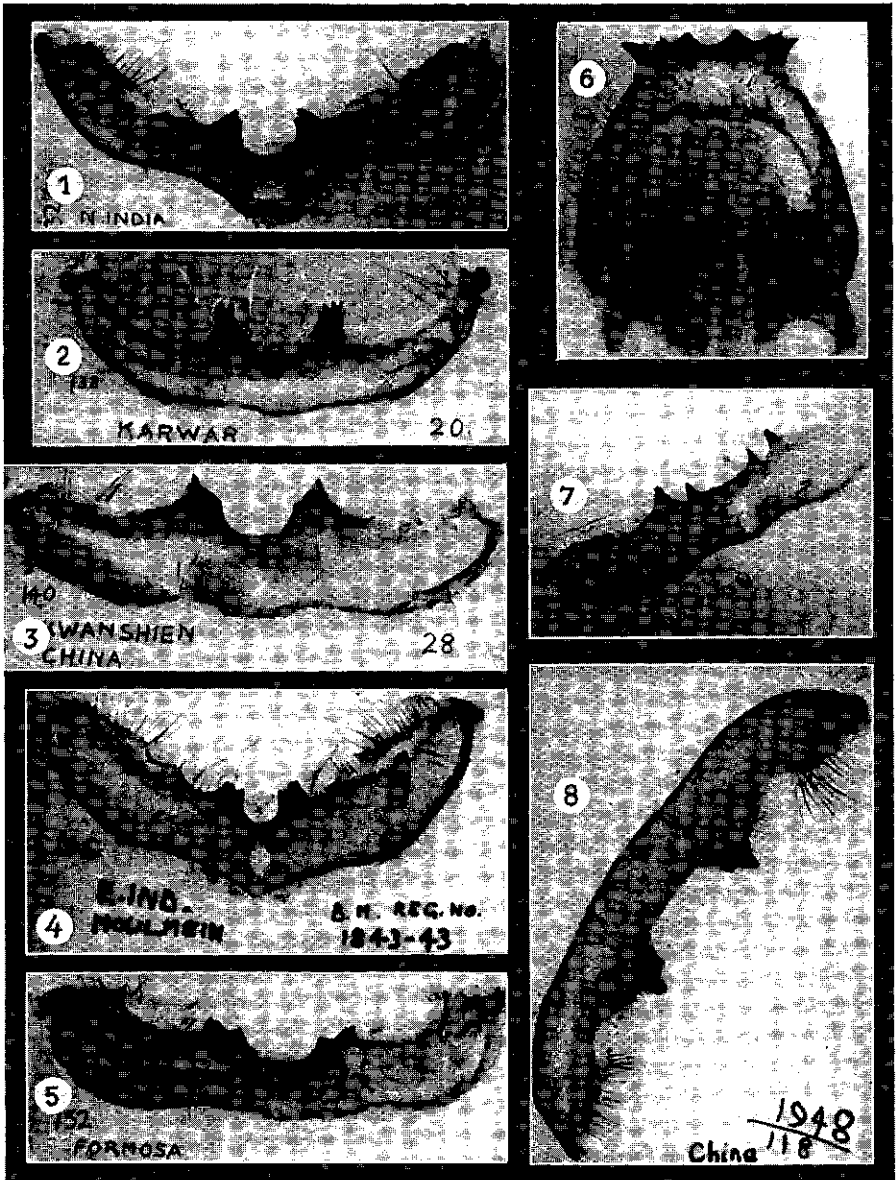 1
N. INDIA
2
138
KARWAR 20.
3
140
KWANSHIEN
CHINA 28
4
E. IND.
MOULMEIN
B.M. REG. NO.
1843-43
5
132
FORMOSA
6
7
8
1948
118
China